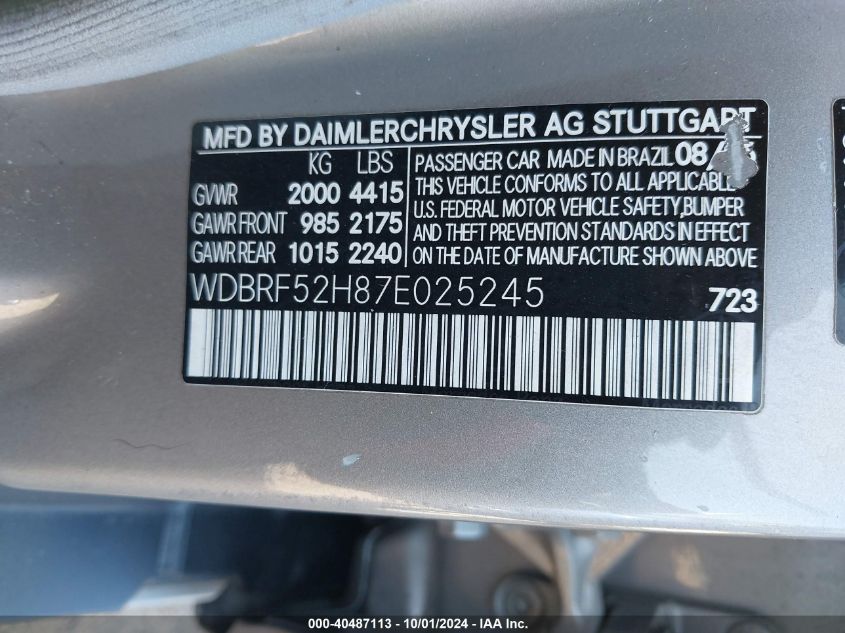 MFD BY DAIMLERCHRYSLER AG STUTTGART
KG LBS
GVWR 2000 4415
GAWR FRONT 985 2175
GAWR REAR 1015 2240
PASSENGER CAR MADE IN BRAZIL 08
THIS VEHICLE CONFORMS TO ALL APPLICABLE
U.S. FEDERAL MOTOR VEHICLE SAFETY, BUMPER
AND THEFT PREVENTION STANDARDS IN EFFECT
ON THE DATE OF MANUFACTURE SHOWN ABOVE
WDBRF52H87E025245 723
000-40487113 - 10/01/2024 - IAA Inc.